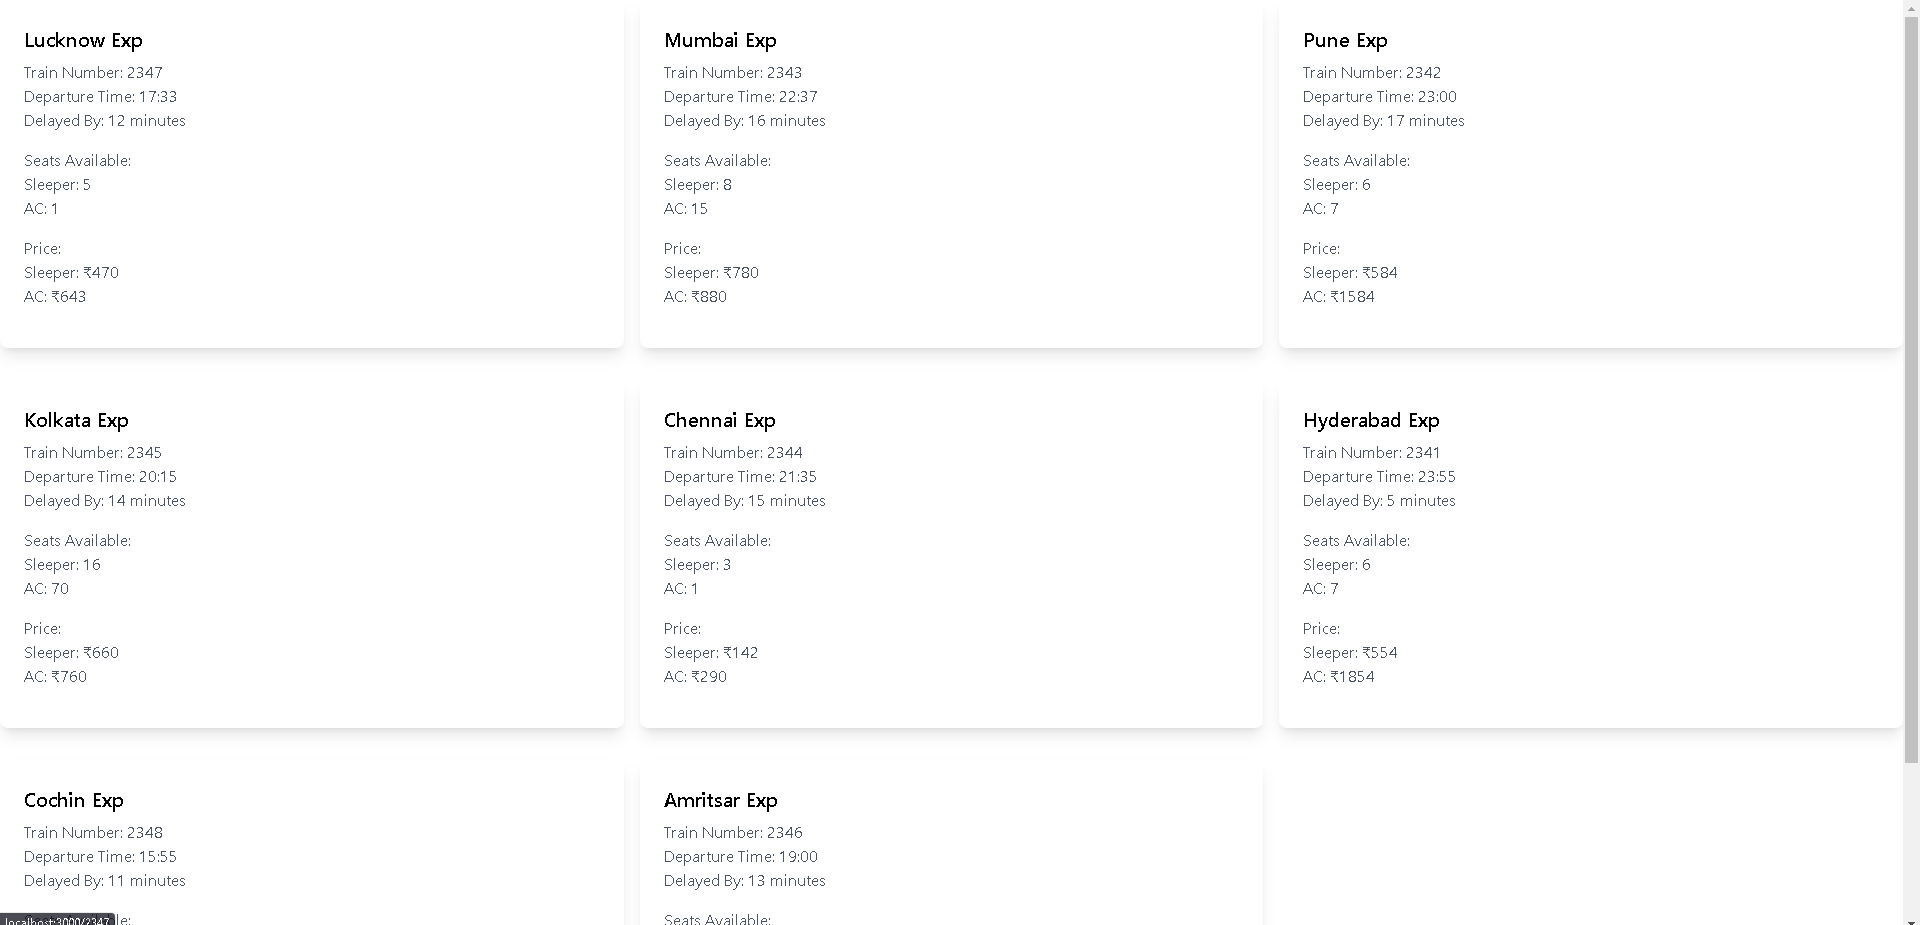 Lucknow Exp
Train Number: 2347
Departure Time: 17:33
Delayed By: 12 minutes
Seats Available:
Sleeper: 5
AC: 1
Price:
Sleeper: ₹470
AC: ₹643
Mumbai Exp
Train Number: 2343
Departure Time: 22:37
Delayed By: 16 minutes
Seats Available:
Sleeper: 8
AC: 15
Price:
Sleeper: ₹780
AC: ₹880
Pune Exp
Train Number: 2342
Departure Time: 23:00
Delayed By: 17 minutes
Seats Available:
Sleeper: 6
AC: 7
Price:
Sleeper: ₹584
AC: ₹1584
Kolkata Exp
Train Number: 2345
Departure Time: 20:15
Delayed By: 14 minutes
Seats Available:
Sleeper: 16
AC: 70
Price:
Sleeper: ₹660
AC: ₹760
Chennai Exp
Train Number: 2344
Departure Time: 21:35
Delayed By: 15 minutes
Seats Available:
Sleeper: 3
AC: 1
Price:
Sleeper: ₹142
AC: ₹290
Hyderabad Exp
Train Number: 2341
Departure Time: 23:55
Delayed By: 5 minutes
Seats Available:
Sleeper: 6
AC: 7
Price:
Sleeper: ₹554
AC: ₹1854
Cochin Exp
Train Number: 2348
Departure Time: 15:55
Delayed By: 11 minutes
Amritsar Exp
Train Number: 2346
Departure Time: 19:00
Delayed By: 13 minutes
Seats Available:
localhost:3000/2347